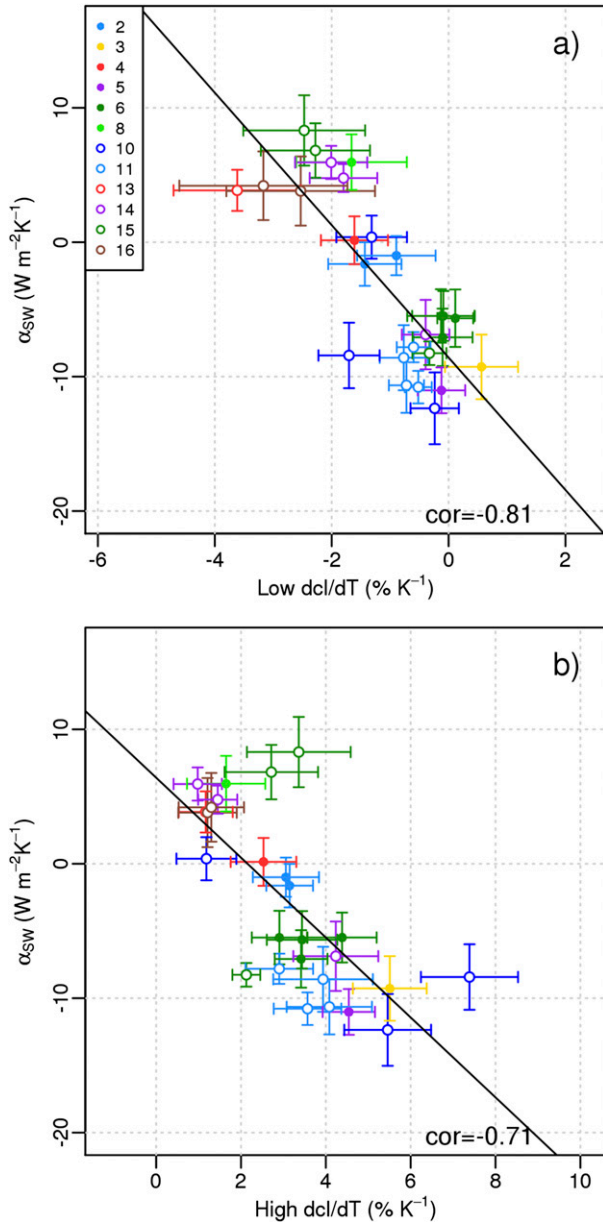 a)
2
3
4
5
6
8
10
11
13
14
15
16
10
0
-10
-20
αSW (W m⁻²K⁻¹)
cor=-0.81
-6 -4 -2 0 2
Low dcl/dT (% K⁻¹)
b)
10
0
-10
-20
αSW (W m⁻²K⁻¹)
cor=-0.71
0 2 4 6 8 10
High dcl/dT (% K⁻¹)